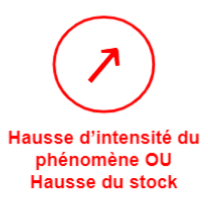 Hausse d'intensité du
phénomène OU
Hausse du stock